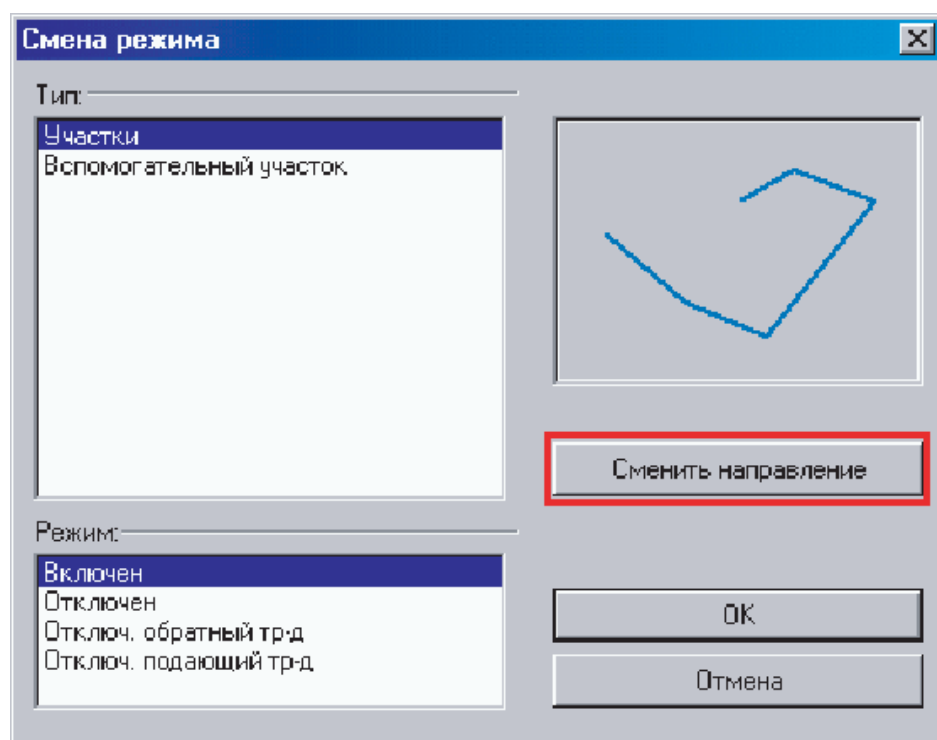 Смена режима
Тип:
Участки
Вспомогательный участок
Сменить направление
Режим:
Включен
Отключен
Отключ. обратный тр-д
Отключ. подающий тр-д
OK
Отмена